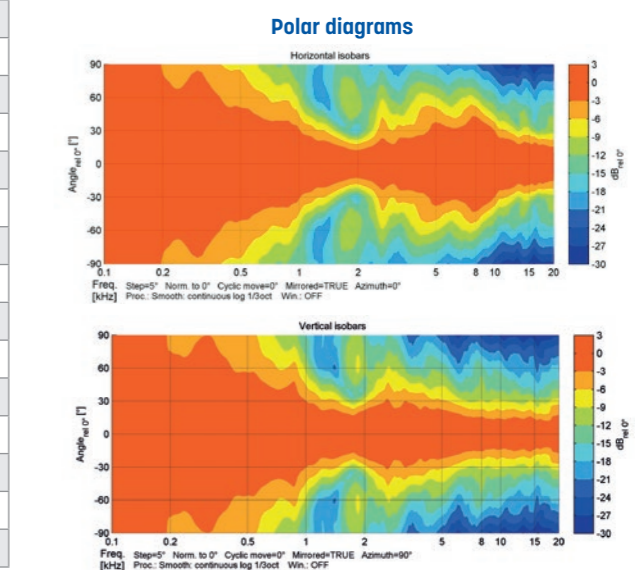 Polar diagrams
Horizontal isobars
90
60
30
0
-30
-60
-90
Angle rel 0° [°]
0.1 0.2 0.5 1 2 5 8 10 15 20
Freq. [kHz]
Step=5° Norm. to 0° Cyclic move=0° Mirrored=TRUE Azimuth=0°
Proc.: Smooth: continuous log 1/3oct Win.: OFF
3
0
-3
-6
-9
-12
-15
-18
-21
-24
-27
-30
dB rel 0°
Vertical isobars
90
60
30
0
-30
-60
-90
Angle rel 0° [°]
0.1 0.2 0.5 1 2 5 8 10 15 20
Freq. [kHz]
Step=5° Norm. to 0° Cyclic move=0° Mirrored=TRUE Azimuth=90°
Proc.: Smooth: continuous log 1/3oct Win.: OFF
3
0
-3
-6
-9
-12
-15
-18
-21
-24
-27
-30
dB rel 0°